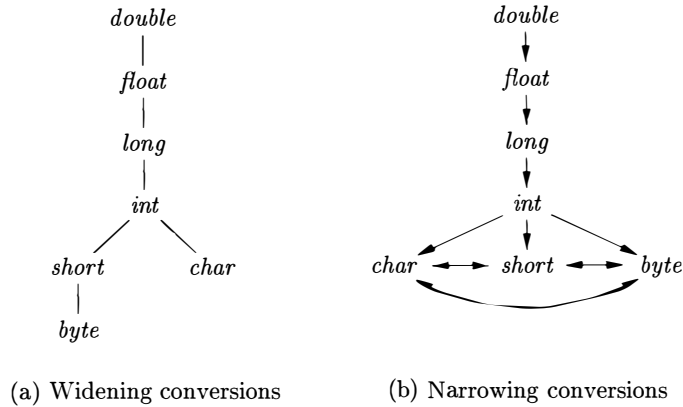 double
float
long
int
short char
byte
(a) Widening conversions
double
float
long
int
char short byte
(b) Narrowing conversions